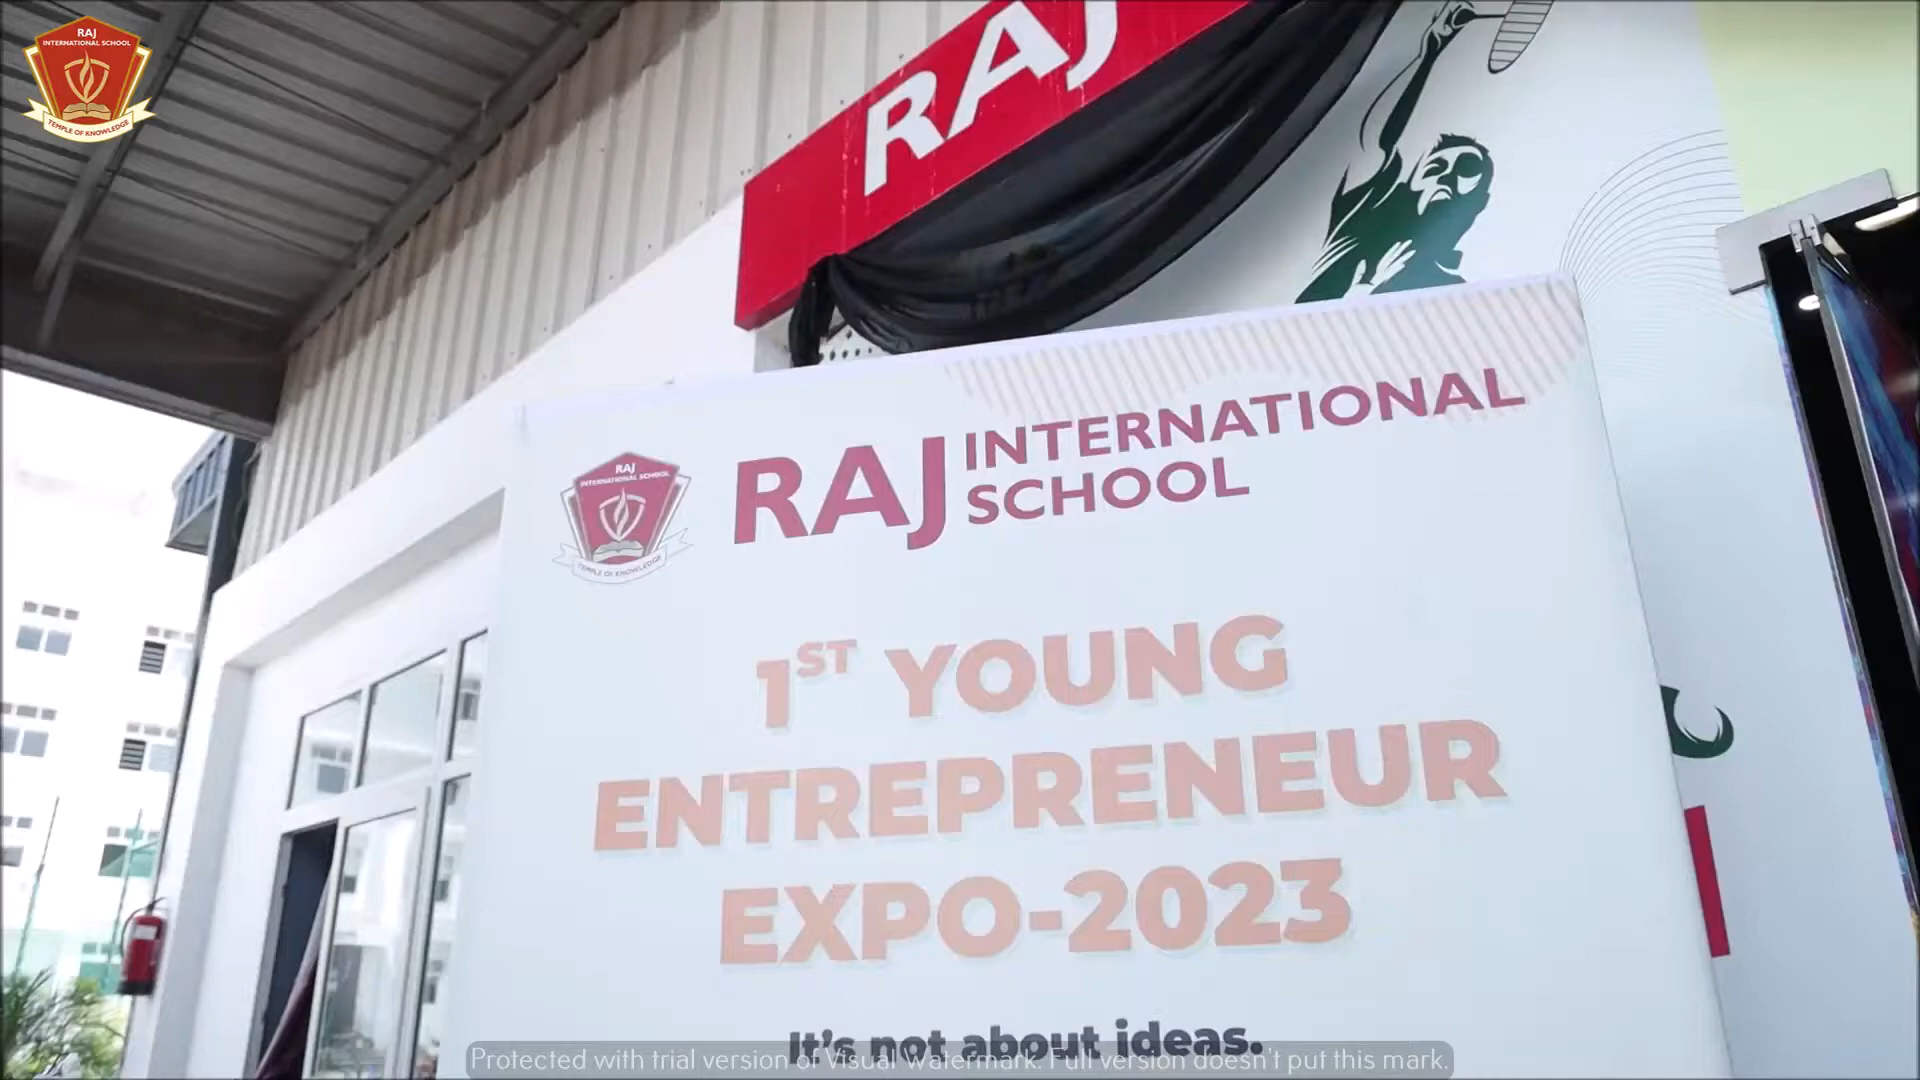 RAJ
INTERNATIONAL SCHOOL
TEMPLE OF KNOWLEDGE
RAJ
RAJ
INTERNATIONAL SCHOOL
TEMPLE OF KNOWLEDGE
RAJ INTERNATIONAL
SCHOOL
1ST YOUNG
ENTREPRENEUR
EXPO-2023
It's not about ideas.
Protected with trial version of Visual Watermark. Full version doesn't put this mark.